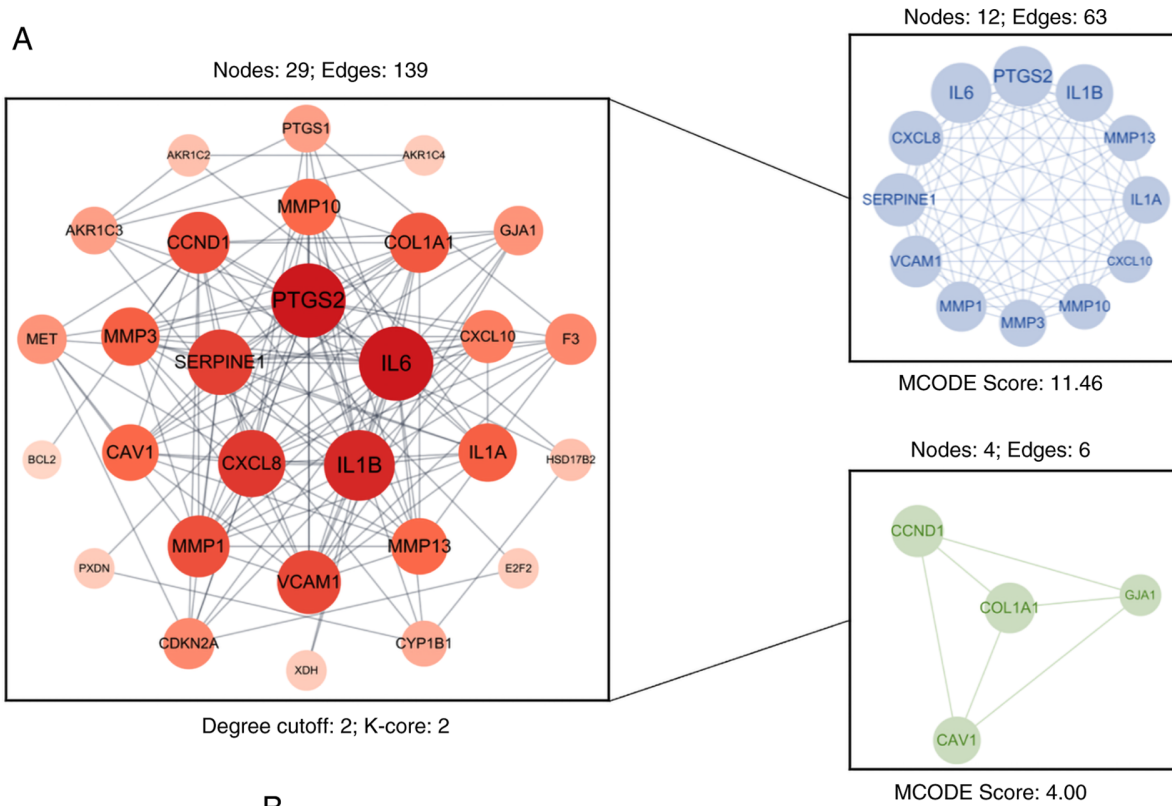 A
Nodes: 29; Edges: 139
PTGS1
AKR1C2
AKR1C4
MMP10
AKR1C3
CCND1
COL1A1
GJA1
PTGS2
MET
MMP3
SERPINE1
IL6
CXCL10
F3
BCL2
CAV1
CXCL8
IL1B
IL1A
HSD17B2
MMP1
MMP13
PXDN
VCAM1
E2F2
CDKN2A
CYP1B1
XDH
Degree cutoff: 2; K-core: 2
Nodes: 12; Edges: 63
PTGS2
IL6
IL1B
CXCL8
MMP13
SERPINE1
IL1A
VCAM1
CXCL10
MMP1
MMP10
MMP3
MCODE Score: 11.46
Nodes: 4; Edges: 6
CCND1
COL1A1
GJA1
CAV1
MCODE Score: 4.00